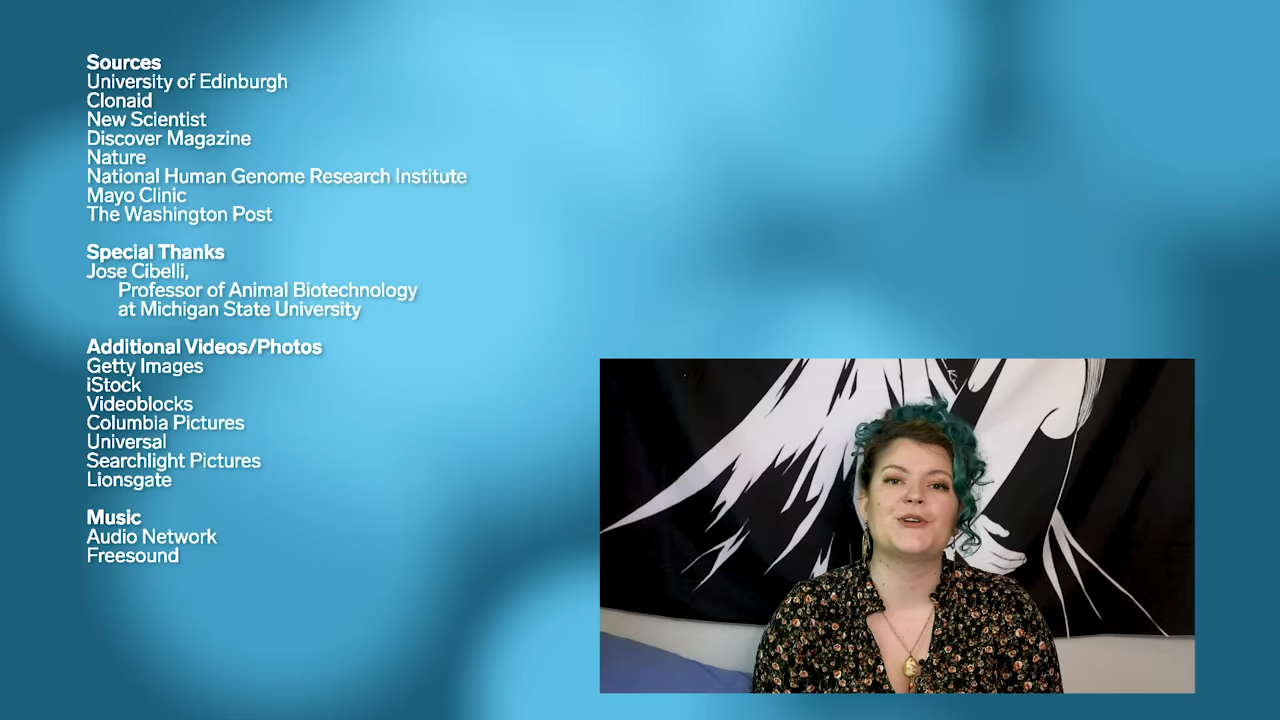 Sources
University of Edinburgh
Clonaid
New Scientist
Discover Magazine
Nature
National Human Genome Research Institute
Mayo Clinic
The Washington Post
Special Thanks
Jose Cibelli,
Professor of Animal Biotechnology
at Michigan State University
Additional Videos/Photos
Getty Images
iStock
Videoblocks
Columbia Pictures
Universal
Searchlight Pictures
Lionsgate
Music
Audio Network
Freesound